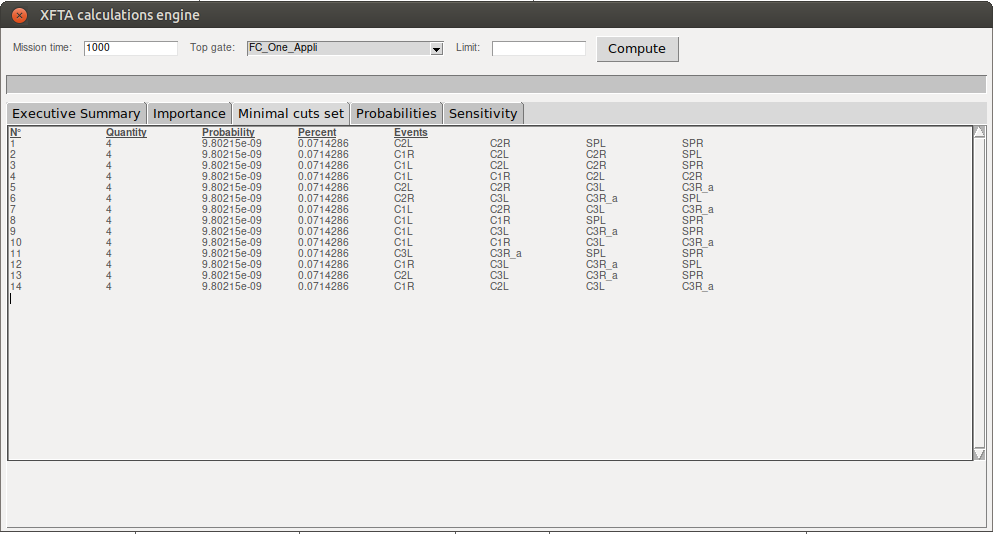 XFTA calculations engine
Mission time: 1000 Top gate: FC_One_Appli Limit: Compute
Executive Summary Importance Minimal cuts set Probabilities Sensitivity
N° Quantity Probability Percent Events
1 4 9.80215e-09 0.0714286 C2L C2R SPL SPR
2 4 9.80215e-09 0.0714286 C1R C2L C2R SPL
3 4 9.80215e-09 0.0714286 C1L C2L C2R SPR
4 4 9.80215e-09 0.0714286 C1L C1R C2L C2R
5 4 9.80215e-09 0.0714286 C2L C2R C3L C3R_a
6 4 9.80215e-09 0.0714286 C2R C3L C3R_a SPL
7 4 9.80215e-09 0.0714286 C1L C2R C3L C3R_a
8 4 9.80215e-09 0.0714286 C1L C1R SPL SPR
9 4 9.80215e-09 0.0714286 C1L C3L C3R_a SPR
10 4 9.80215e-09 0.0714286 C1L C1R C3L C3R_a
11 4 9.80215e-09 0.0714286 C3L C3R_a SPL SPR
12 4 9.80215e-09 0.0714286 C1R C3L C3R_a SPL
13 4 9.80215e-09 0.0714286 C2L C3L C3R_a SPR
14 4 9.80215e-09 0.0714286 C1R C2L C3L C3R_a